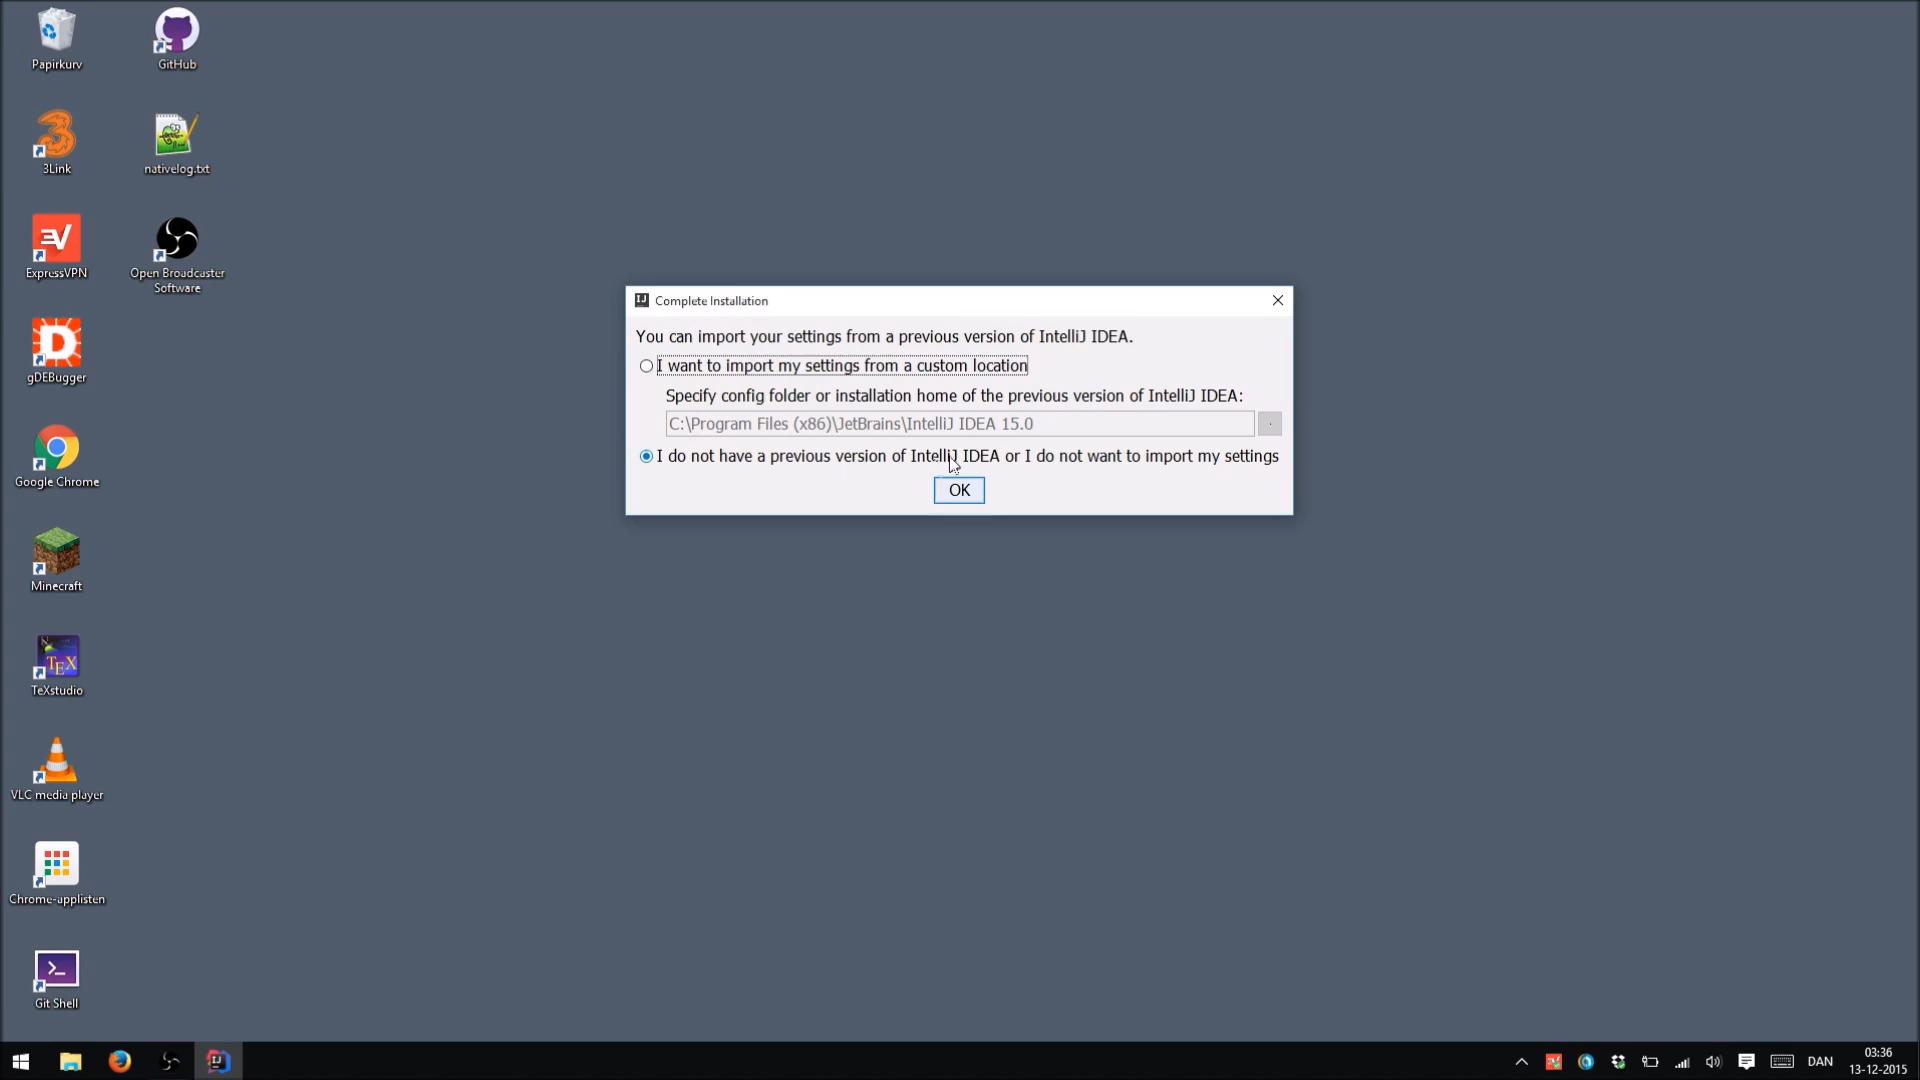 Papirkurv
GitHub
3Link
nativelog.txt
ExpressVPN
Open Broadcaster
Software
gDEBugger
Google Chrome
Minecraft
TeXstudio
VLC media player
Chrome-applisten
Git Shell
Complete Installation
You can import your settings from a previous version of IntelliJ IDEA.
I want to import my settings from a custom location
Specify config folder or installation home of the previous version of IntelliJ IDEA:
C:\Program Files (x86)\JetBrains\IntelliJ IDEA 15.0
I do not have a previous version of IntelliJ IDEA or I do not want to import my settings
OK
DAN
03:36
13-12-2015